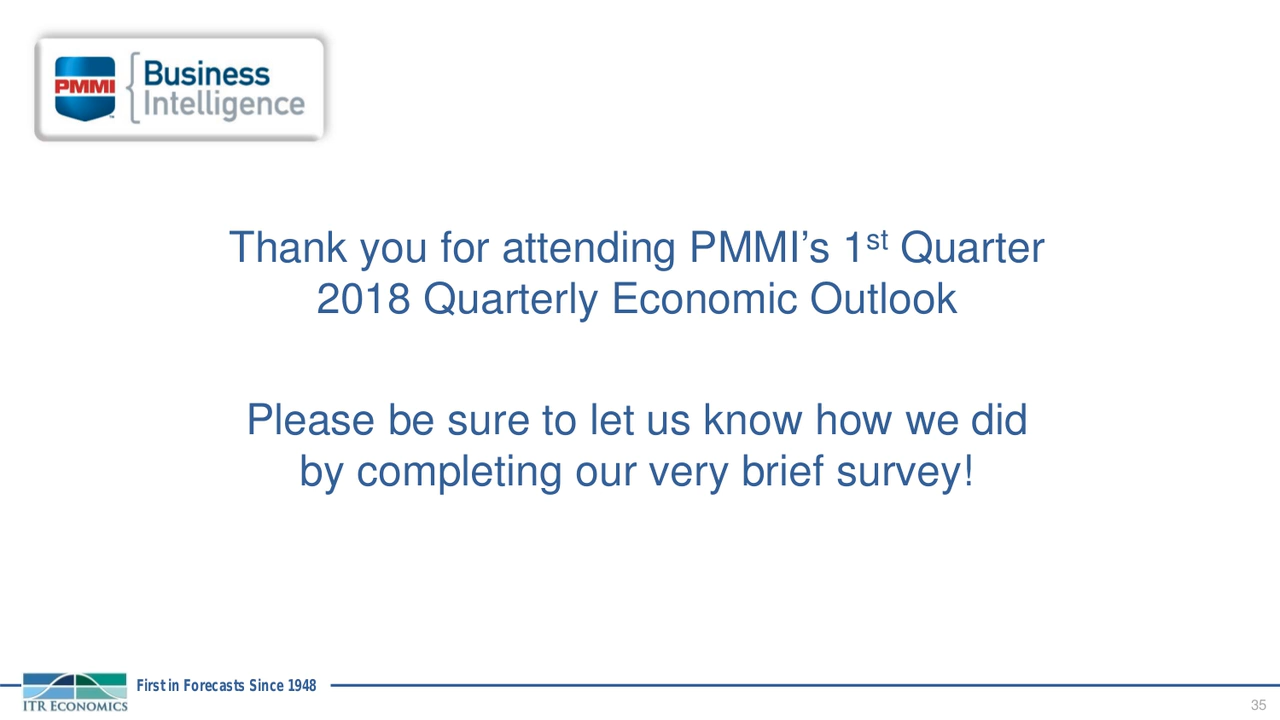 PMMI
Business
Intelligence
Thank you for attending PMMI’s 1st Quarter
2018 Quarterly Economic Outlook
Please be sure to let us know how we did
by completing our very brief survey!
First in Forecasts Since 1948
ITR ECONOMICS
35